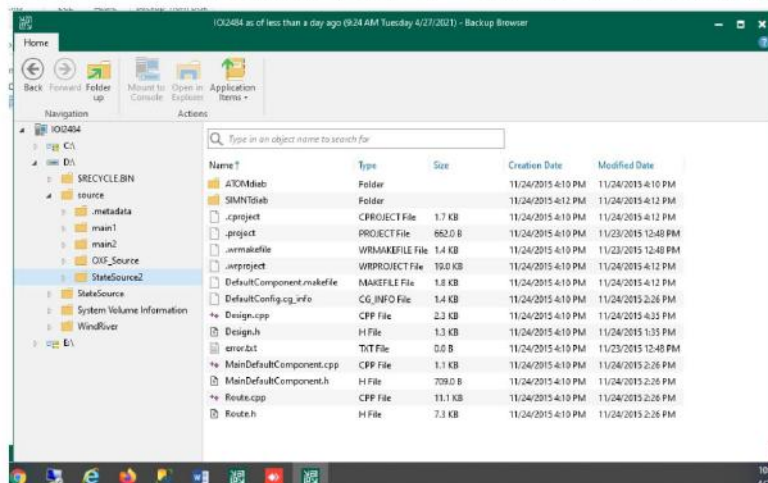 IOI2484 as of less than a day ago (9:24 AM Tuesday 4/27/2021) - Backup Browser
Home
Back Forward Folder up
Mount to Console
Open in Explorer
Application Items
Navigation
Actions
IOI2484
C:\
D:\
$RECYCLE.BIN
source
.metadata
main1
main2
OXF_Source
StateSource2
StateSource
System Volume Information
WindRiver
E:\
Type in an object name to search for
Name Type Size Creation Date Modified Date
ATOMdiab Folder 11/24/2015 4:10 PM 11/24/2015 4:10 PM
SIMNTdiab Folder 11/24/2015 4:12 PM 11/24/2015 4:12 PM
.cproject CPROJECT File 1.7 KB 11/24/2015 4:10 PM 11/24/2015 4:12 PM
.project PROJECT File 662.0 B 11/24/2015 4:10 PM 11/23/2015 12:48 PM
.wrmakefile WRMAKEFILE File 1.4 KB 11/24/2015 4:10 PM 11/23/2015 12:48 PM
.wrproject WRPROJECT File 19.0 KB 11/24/2015 4:10 PM 11/24/2015 4:12 PM
DefaultComponent.makefile MAKEFILE File 1.8 KB 11/24/2015 4:10 PM 11/24/2015 4:12 PM
DefaultConfig.cg_info CG_INFO File 1.4 KB 11/24/2015 4:10 PM 11/24/2015 2:26 PM
Design.cpp CPP File 2.3 KB 11/24/2015 4:10 PM 11/24/2015 4:35 PM
Design.h H File 1.3 KB 11/24/2015 4:10 PM 11/24/2015 1:35 PM
error.txt TXT File 0.0 B 11/24/2015 4:10 PM 11/23/2015 12:48 PM
MainDefaultComponent.cpp CPP File 1.1 KB 11/24/2015 4:10 PM 11/24/2015 2:26 PM
MainDefaultComponent.h H File 709.0 B 11/24/2015 4:10 PM 11/24/2015 2:26 PM
Route.cpp CPP File 11.1 KB 11/24/2015 4:10 PM 11/24/2015 2:26 PM
Route.h H File 7.3 KB 11/24/2015 4:10 PM 11/24/2015 2:26 PM